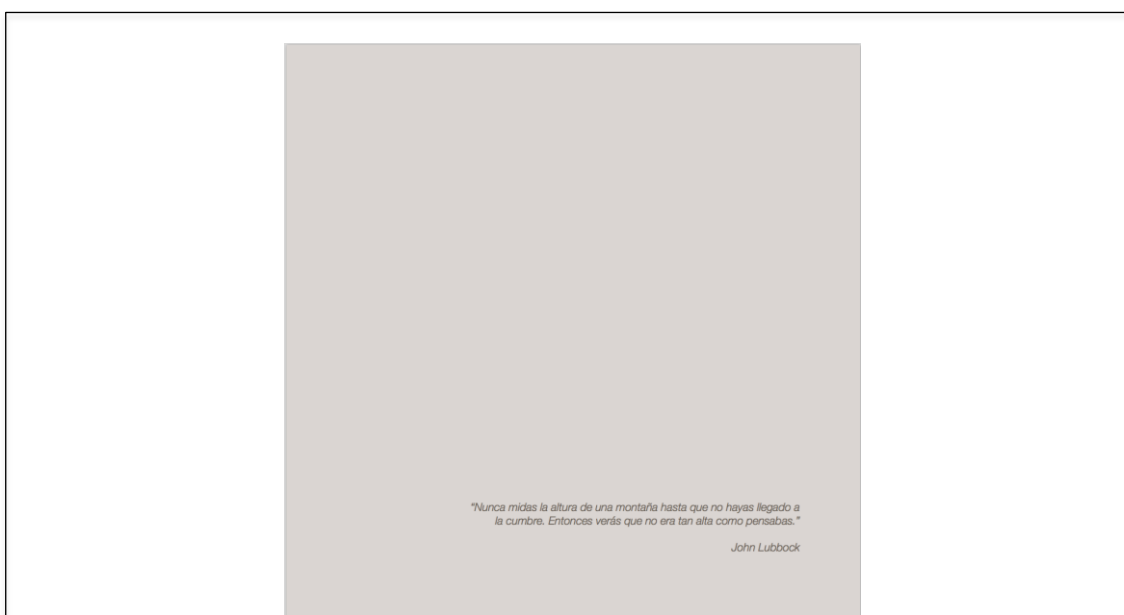 "Nunca midas la altura de una montaña hasta que no hayas llegado a
la cumbre. Entonces verás que no era tan alta como pensabas."
John Lubbock